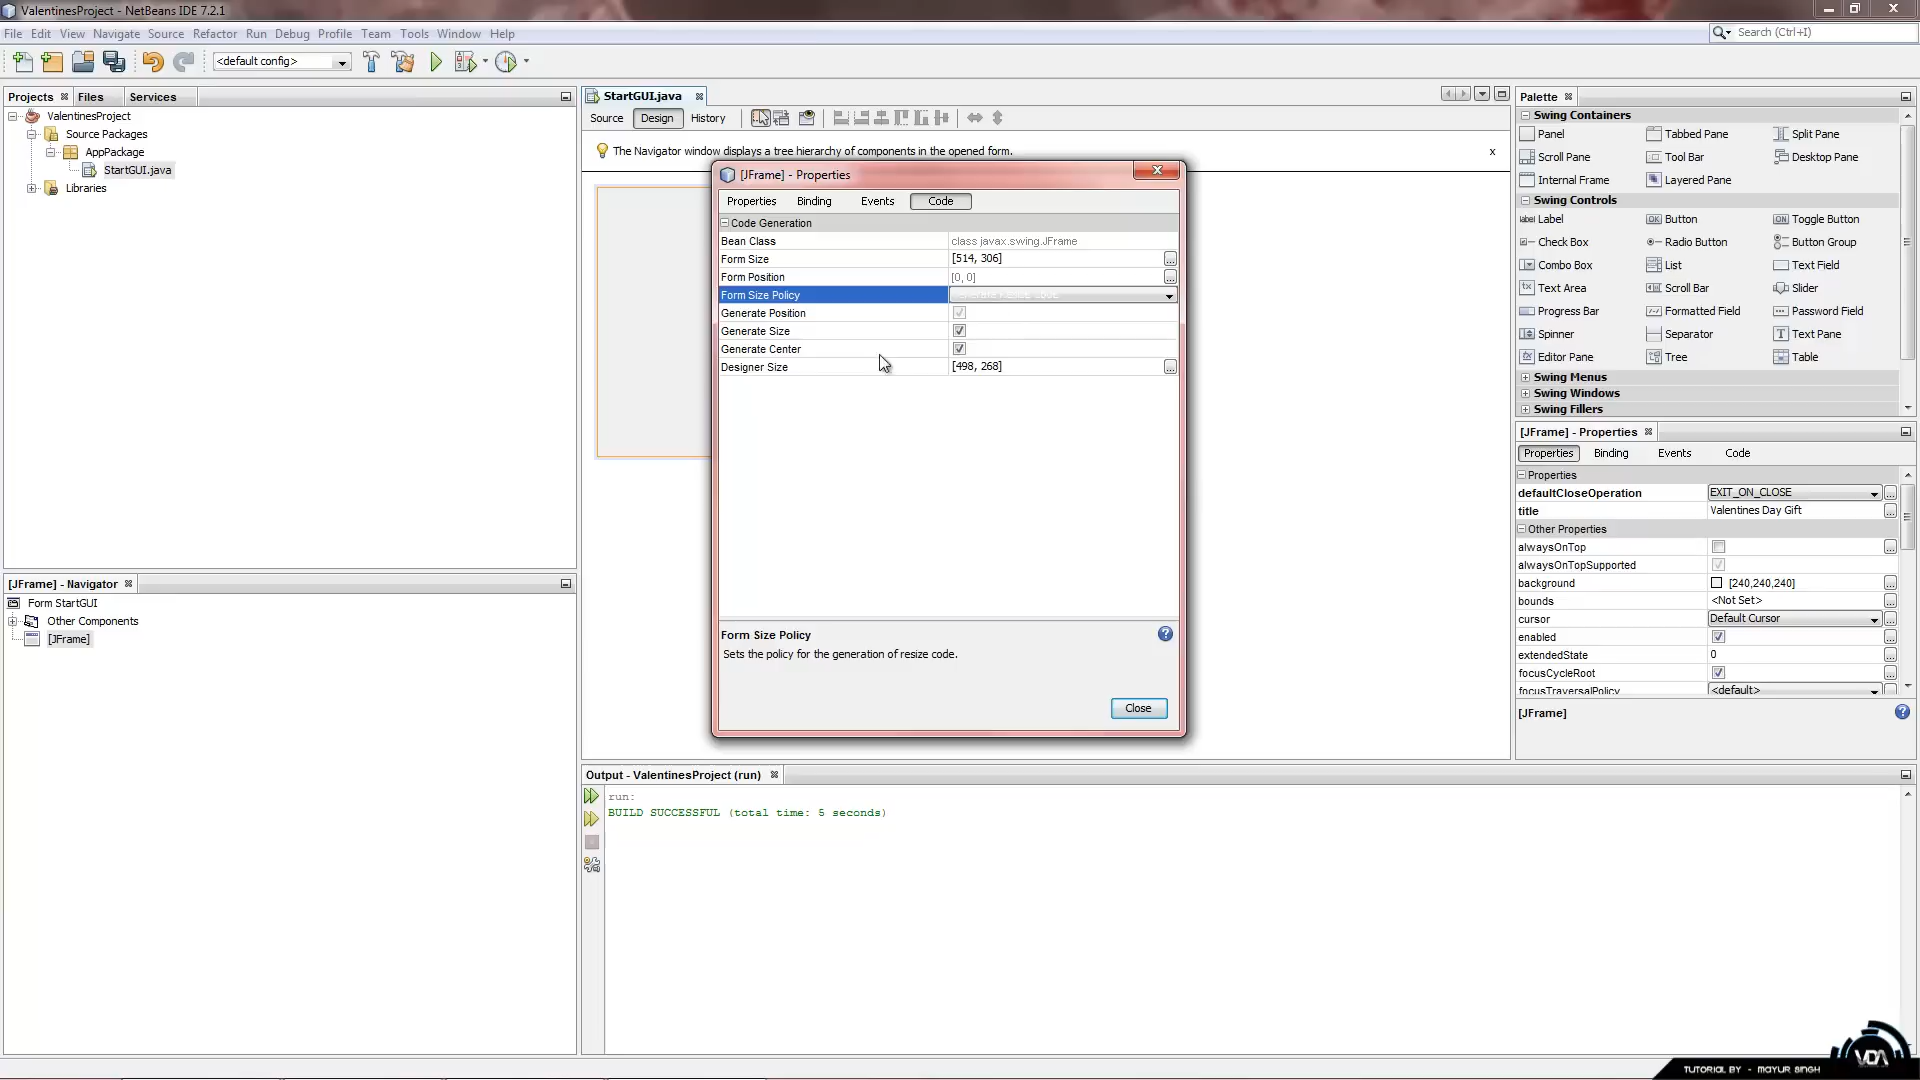 ValentinesProject - NetBeans IDE 7.2.1
File Edit View Navigate Source Refactor Run Debug Profile Team Tools Window Help
Search (Ctrl+I)
<default config>
Projects Files Services
ValentinesProject
Source Packages
AppPackage
StartGUI.java
Libraries
[JFrame] - Navigator
Form StartGUI
Other Components
[JFrame]
StartGUI.java
Source Design History
The Navigator window displays a tree hierarchy of components in the opened form. x
[JFrame] - Properties
Properties Binding Events Code
Code Generation
Bean Class class javax.swing.JFrame
Form Size [514, 306] ...
Form Position [0, 0] ...
Form Size Policy
Generate Position
Generate Size
Generate Center
Designer Size [498, 268] ...
Form Size Policy
Sets the policy for the generation of resize code.
Close
Output - ValentinesProject (run)
run:
BUILD SUCCESSFUL (total time: 5 seconds)
Palette
Swing Containers
Panel Tabbed Pane Split Pane
Scroll Pane Tool Bar Desktop Pane
Internal Frame Layered Pane
Swing Controls
label Label OK Button ON Toggle Button
Check Box Radio Button Button Group
Combo Box List Text Field
Text Area Scroll Bar Slider
Progress Bar Formatted Field Password Field
Spinner Separator T Text Pane
Editor Pane Tree Table
Swing Menus
Swing Windows
Swing Fillers
[JFrame] - Properties
Properties Binding Events Code
Properties
defaultCloseOperation EXIT_ON_CLOSE ...
title Valentines Day Gift ...
Other Properties
alwaysOnTop ...
alwaysOnTopSupported
background [240,240,240] ...
bounds <Not Set> ...
cursor Default Cursor ...
enabled ...
extendedState 0 ...
focusCycleRoot ...
focusTraversalPolicy <default> ...
[JFrame]
VDA
TUTORIAL BY - MAYUR SINGH